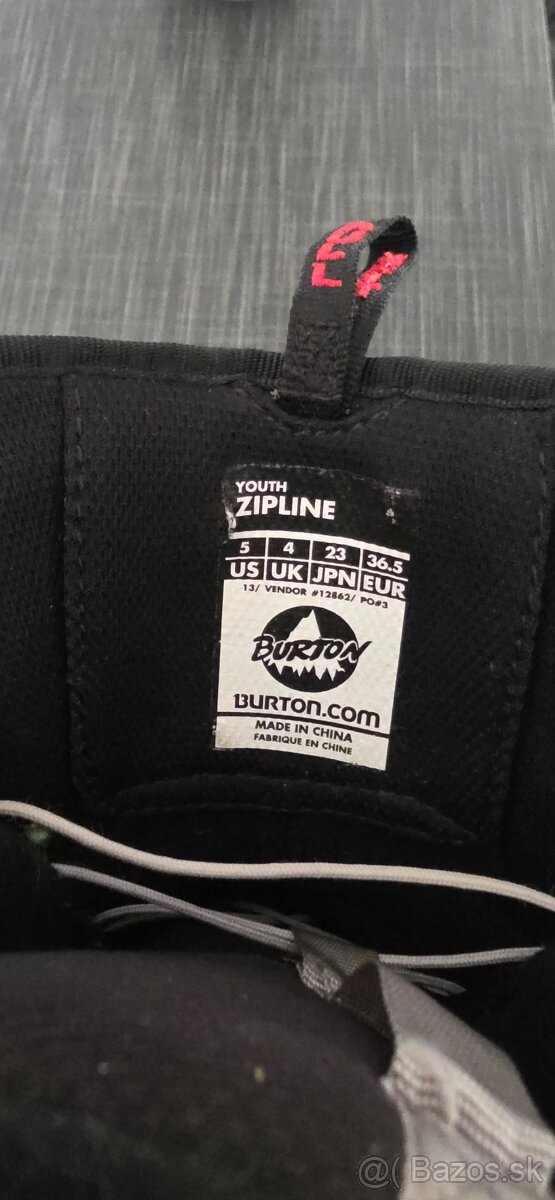 YOUTH
ZIPLINE
5 4 23 36.5
US UK JPN EUR
13/ VENDOR #12862/ PO#3
BURTON
BURTON.COM
MADE IN CHINA
FABRIQUE EN CHINE
@( Bazos.sk